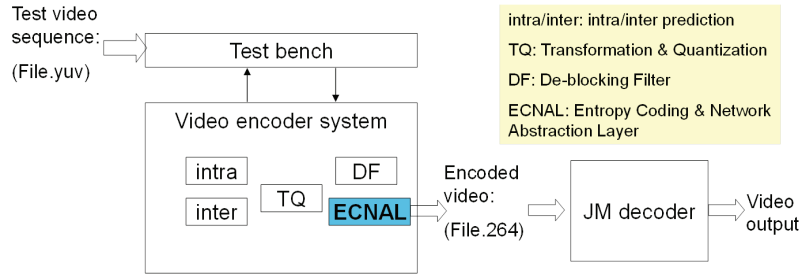 Test video
sequence:
(File.yuv)
Test bench
intra/inter: intra/inter prediction
TQ: Transformation & Quantization
DF: De-blocking Filter
ECNAL: Entropy Coding & Network
Abstraction Layer
Video encoder system
intra
DF
TQ
inter
ECNAL
Encoded
video:
(File.264)
JM decoder
Video
output